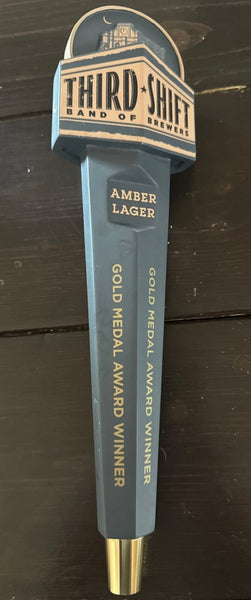 THIRD★SHIFT
BAND OF BREWERS
AMBER
LAGER
GOLD MEDAL AWARD WINNER
GOLD MEDAL AWARD WINNER